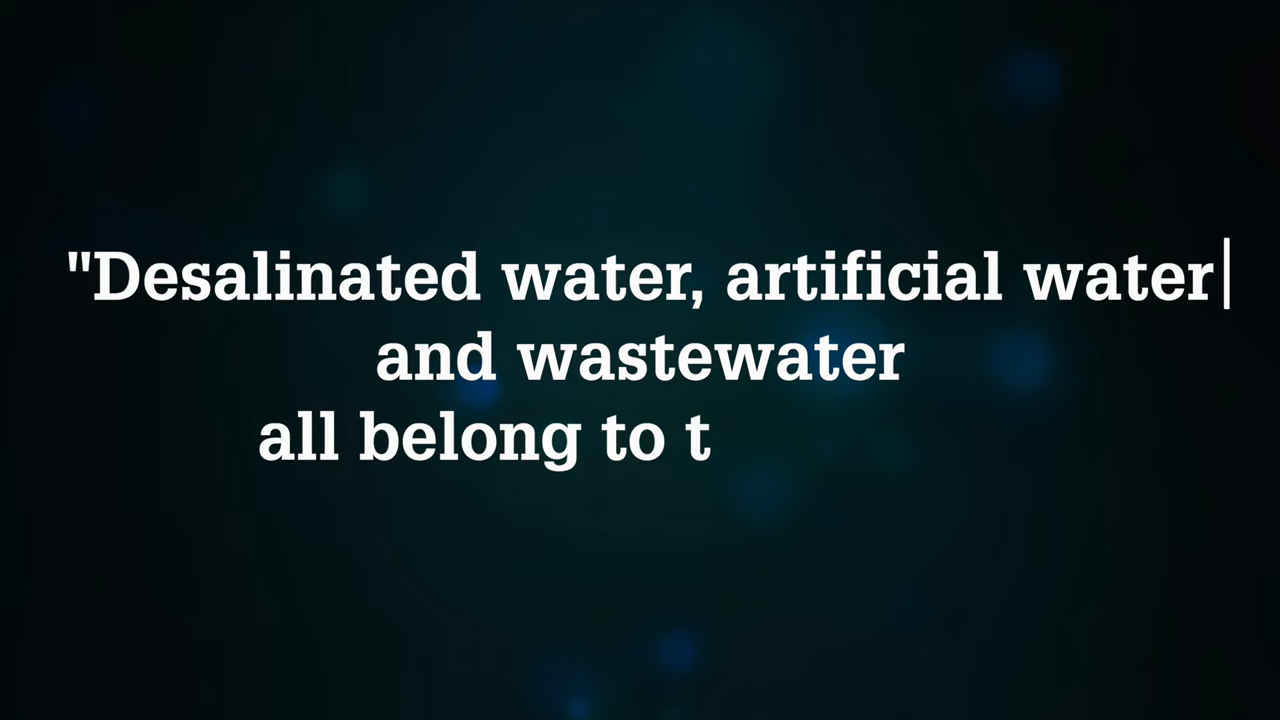 "Desalinated water, artificial water
and wastewater
all belong to t